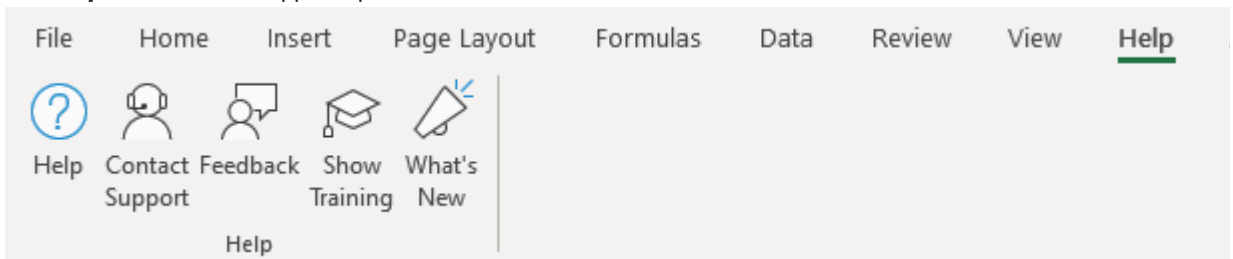 File Home Insert Page Layout Formulas Data Review View Help
Help Contact Feedback Show What's
Support Training New
Help